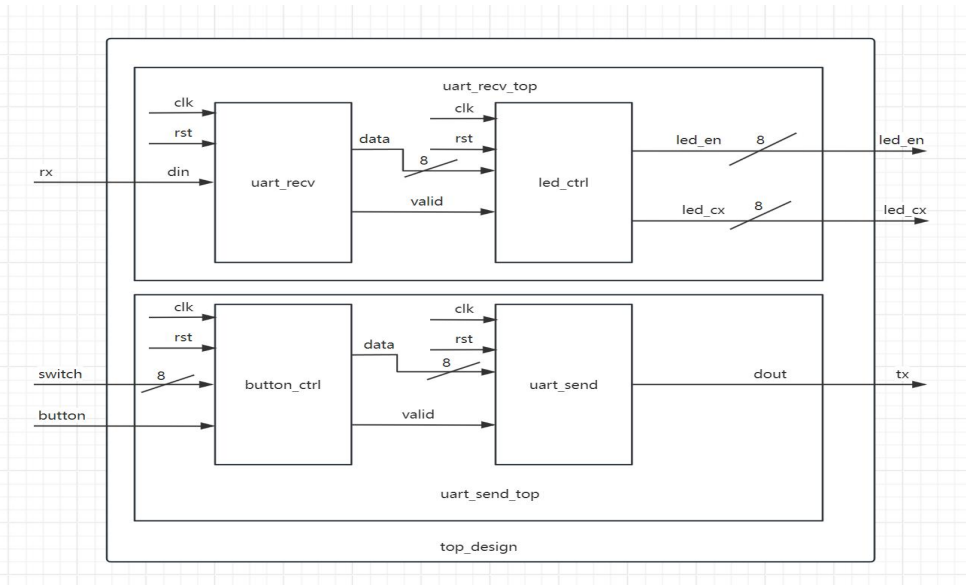 uart_recv_top
clk
rst
rx
din
uart_recv
data
8
valid
clk
rst
led_ctrl
led_en
8
led_en
led_cx
8
led_cx
clk
rst
switch
8
button
button_ctrl
data
8
valid
clk
rst
uart_send
dout
tx
uart_send_top
top_design